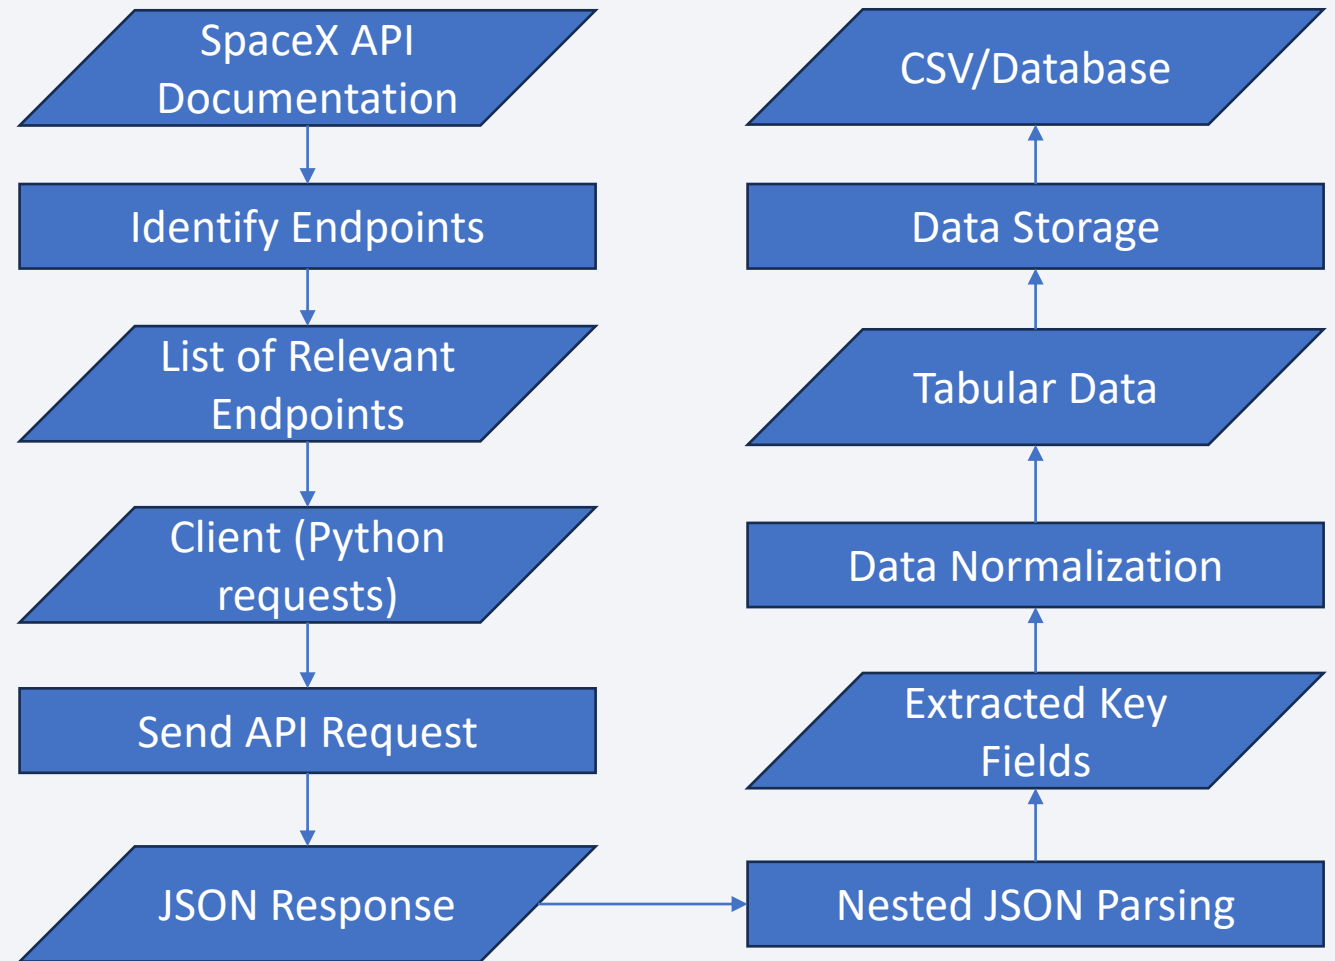 SpaceX API
Documentation
Identify Endpoints
List of Relevant
Endpoints
Client (Python
requests)
Send API Request
JSON Response
Nested JSON Parsing
Extracted Key
Fields
Data Normalization
Tabular Data
Data Storage
CSV/Database